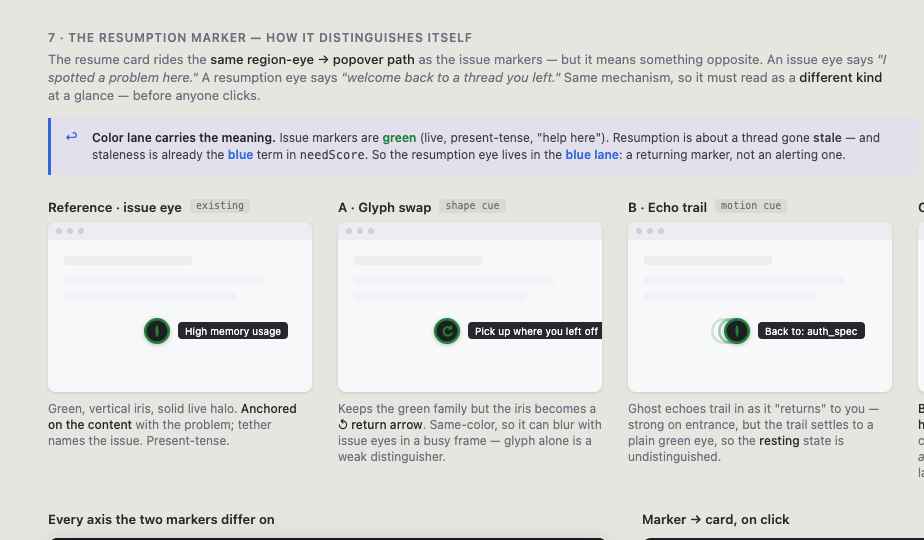 7 · THE RESUMPTION MARKER — HOW IT DISTINGUISHES ITSELF
The resume card rides the same region-eye → popover path as the issue markers — but it means something opposite. An issue eye says "I
spotted a problem here." A resumption eye says "welcome back to a thread you left." Same mechanism, so it must read as a different kind
at a glance — before anyone clicks.
↩ Color lane carries the meaning. Issue markers are green (live, present-tense, "help here"). Resumption is about a thread gone stale — and
staleness is already the blue term in needScore. So the resumption eye lives in the blue lane: a returning marker, not an alerting one.
Reference · issue eye existing
High memory usage
Green, vertical iris, solid live halo. Anchored
on the content with the problem; tether
names the issue. Present-tense.
A · Glyph swap shape cue
Pick up where you left off
Keeps the green family but the iris becomes a
↺ return arrow. Same-color, so it can blur with
issue eyes in a busy frame — glyph alone is a
weak distinguisher.
B · Echo trail motion cue
Back to: auth_spec
Ghost echoes trail in as it "returns" to you —
strong on entrance, but the trail settles to a
plain green eye, so the resting state is
undistinguished.
Every axis the two markers differ on
Marker → card, on click